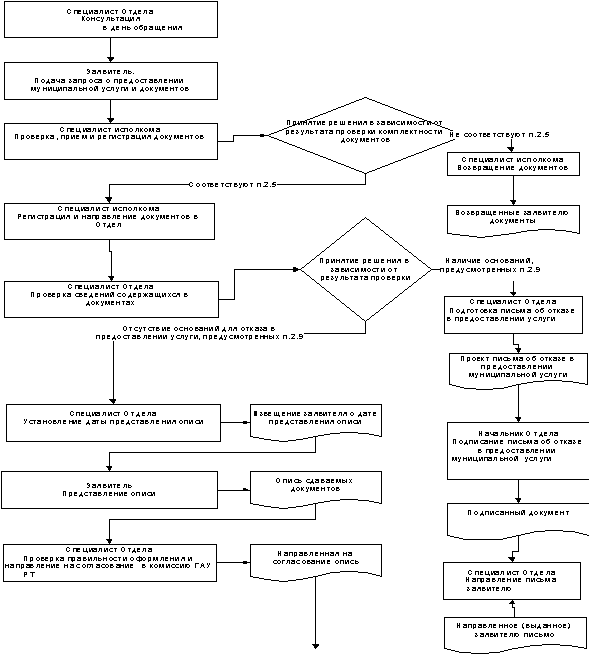 Специалист Отдела
Консультация
в день обращения
Заявитель.
Подача запроса о предоставлении
муниципальной услуги и документов
Специалист исполкома
Проверка, прием и регистрация документов
Принятие решения в зависимости от
результата проверки комплектности
документов
Не соответствуют п.2.5
Специалист исполкома
Возвращение документов
Возвращенные заявителю
документы
Соответствуют п.2.5
Специалист исполкома
Регистрация и направление документов в
Отдел
Принятие решения в
зависимости от
результата проверки
Наличие оснований,
предусмотренных п.2.9
Специалист Отдела
Проверка сведений содержащихся в
документах
Специалист Отдела
Подготовка письма об отказе
в предоставлении услуги
Отсутствие оснований для отказа в
предоставлении услуги, предусмотренных п.2.9
Проект письма об отказе в
предоставлении
муниципальной услуги
Специалист Отдела
Установление даты представления описи
Извещение заявителя о дате
представления описи
Начальник Отдела
Подписание письма об отказе
в предоставлении
муниципальной услуги
Заявитель
Представление описи
Опись сдаваемых
документов
Подписанный документ
Специалист Отдела
Проверка правильности оформления и
направление на согласование в комиссию ГАУ
РТ
Направленная на
согласование опись
Специалист Отдела
Направление письма
заявителю
Направленное (выданное)
заявителю письмо